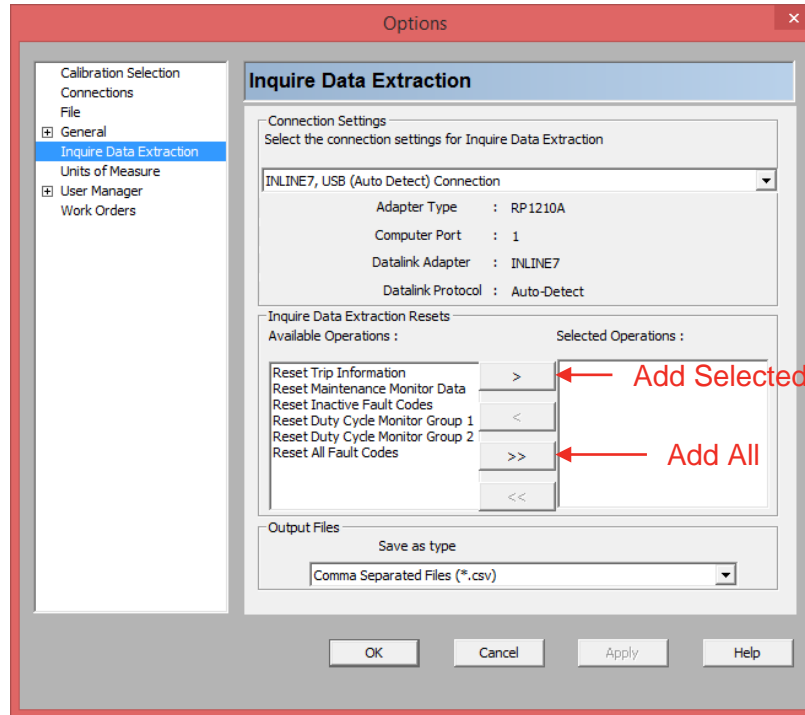 Options
×
Calibration Selection
Connections
File
General
Inquire Data Extraction
Units of Measure
User Manager
Work Orders
Inquire Data Extraction
Connection Settings
Select the connection settings for Inquire Data Extraction
INLINE7, USB (Auto Detect) Connection
Adapter Type : RP1210A
Computer Port : 1
Datalink Adapter : INLINE7
Datalink Protocol : Auto-Detect
Inquire Data Extraction Resets
Available Operations : Selected Operations :
Reset Trip Information
Reset Maintenance Monitor Data
Reset Inactive Fault Codes
Reset Duty Cycle Monitor Group 1
Reset Duty Cycle Monitor Group 2
Reset All Fault Codes
> Add Selected
<
>> Add All
<<
Output Files
Save as type
Comma Separated Files (*.csv)
OK Cancel Apply Help